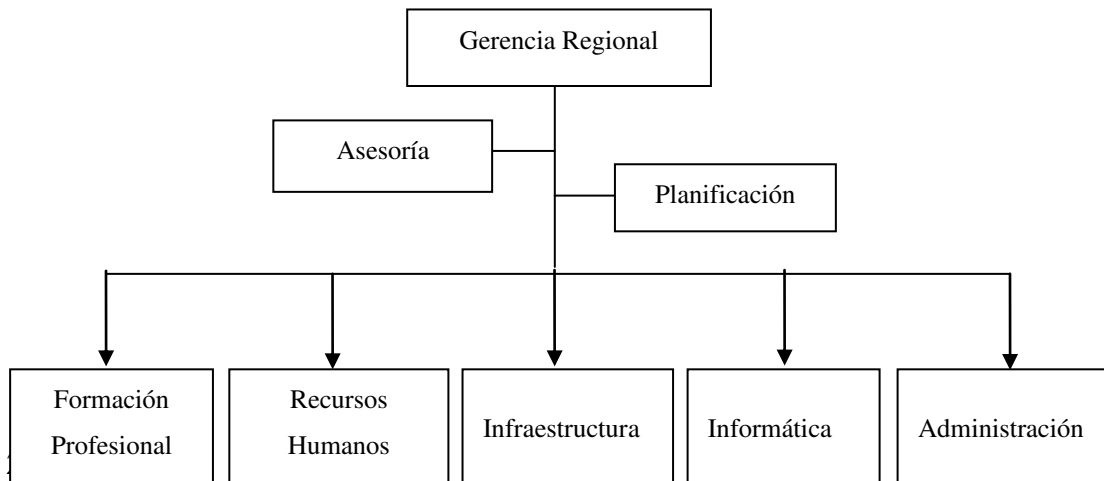 Gerencia Regional
Asesoría
Planificación
Formación
Profesional
Recursos
Humanos
Infraestructura
Informática
Administración